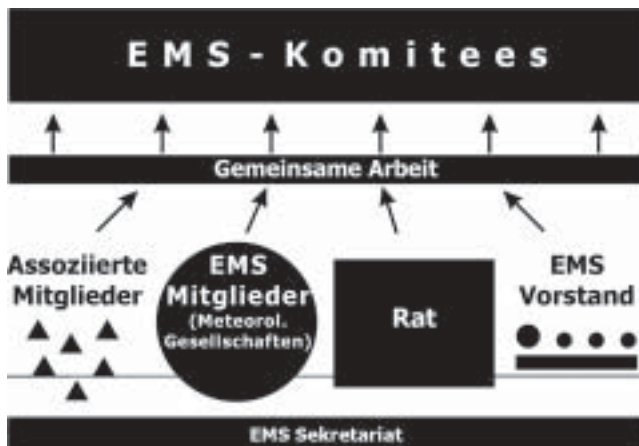 EMS - Komitees
Gemeinsame Arbeit
Assoziierte
Mitglieder
EMS
Mitglieder
(Meteorol.
Gesellschaften)
Rat
EMS
Vorstand
EMS Sekretariat